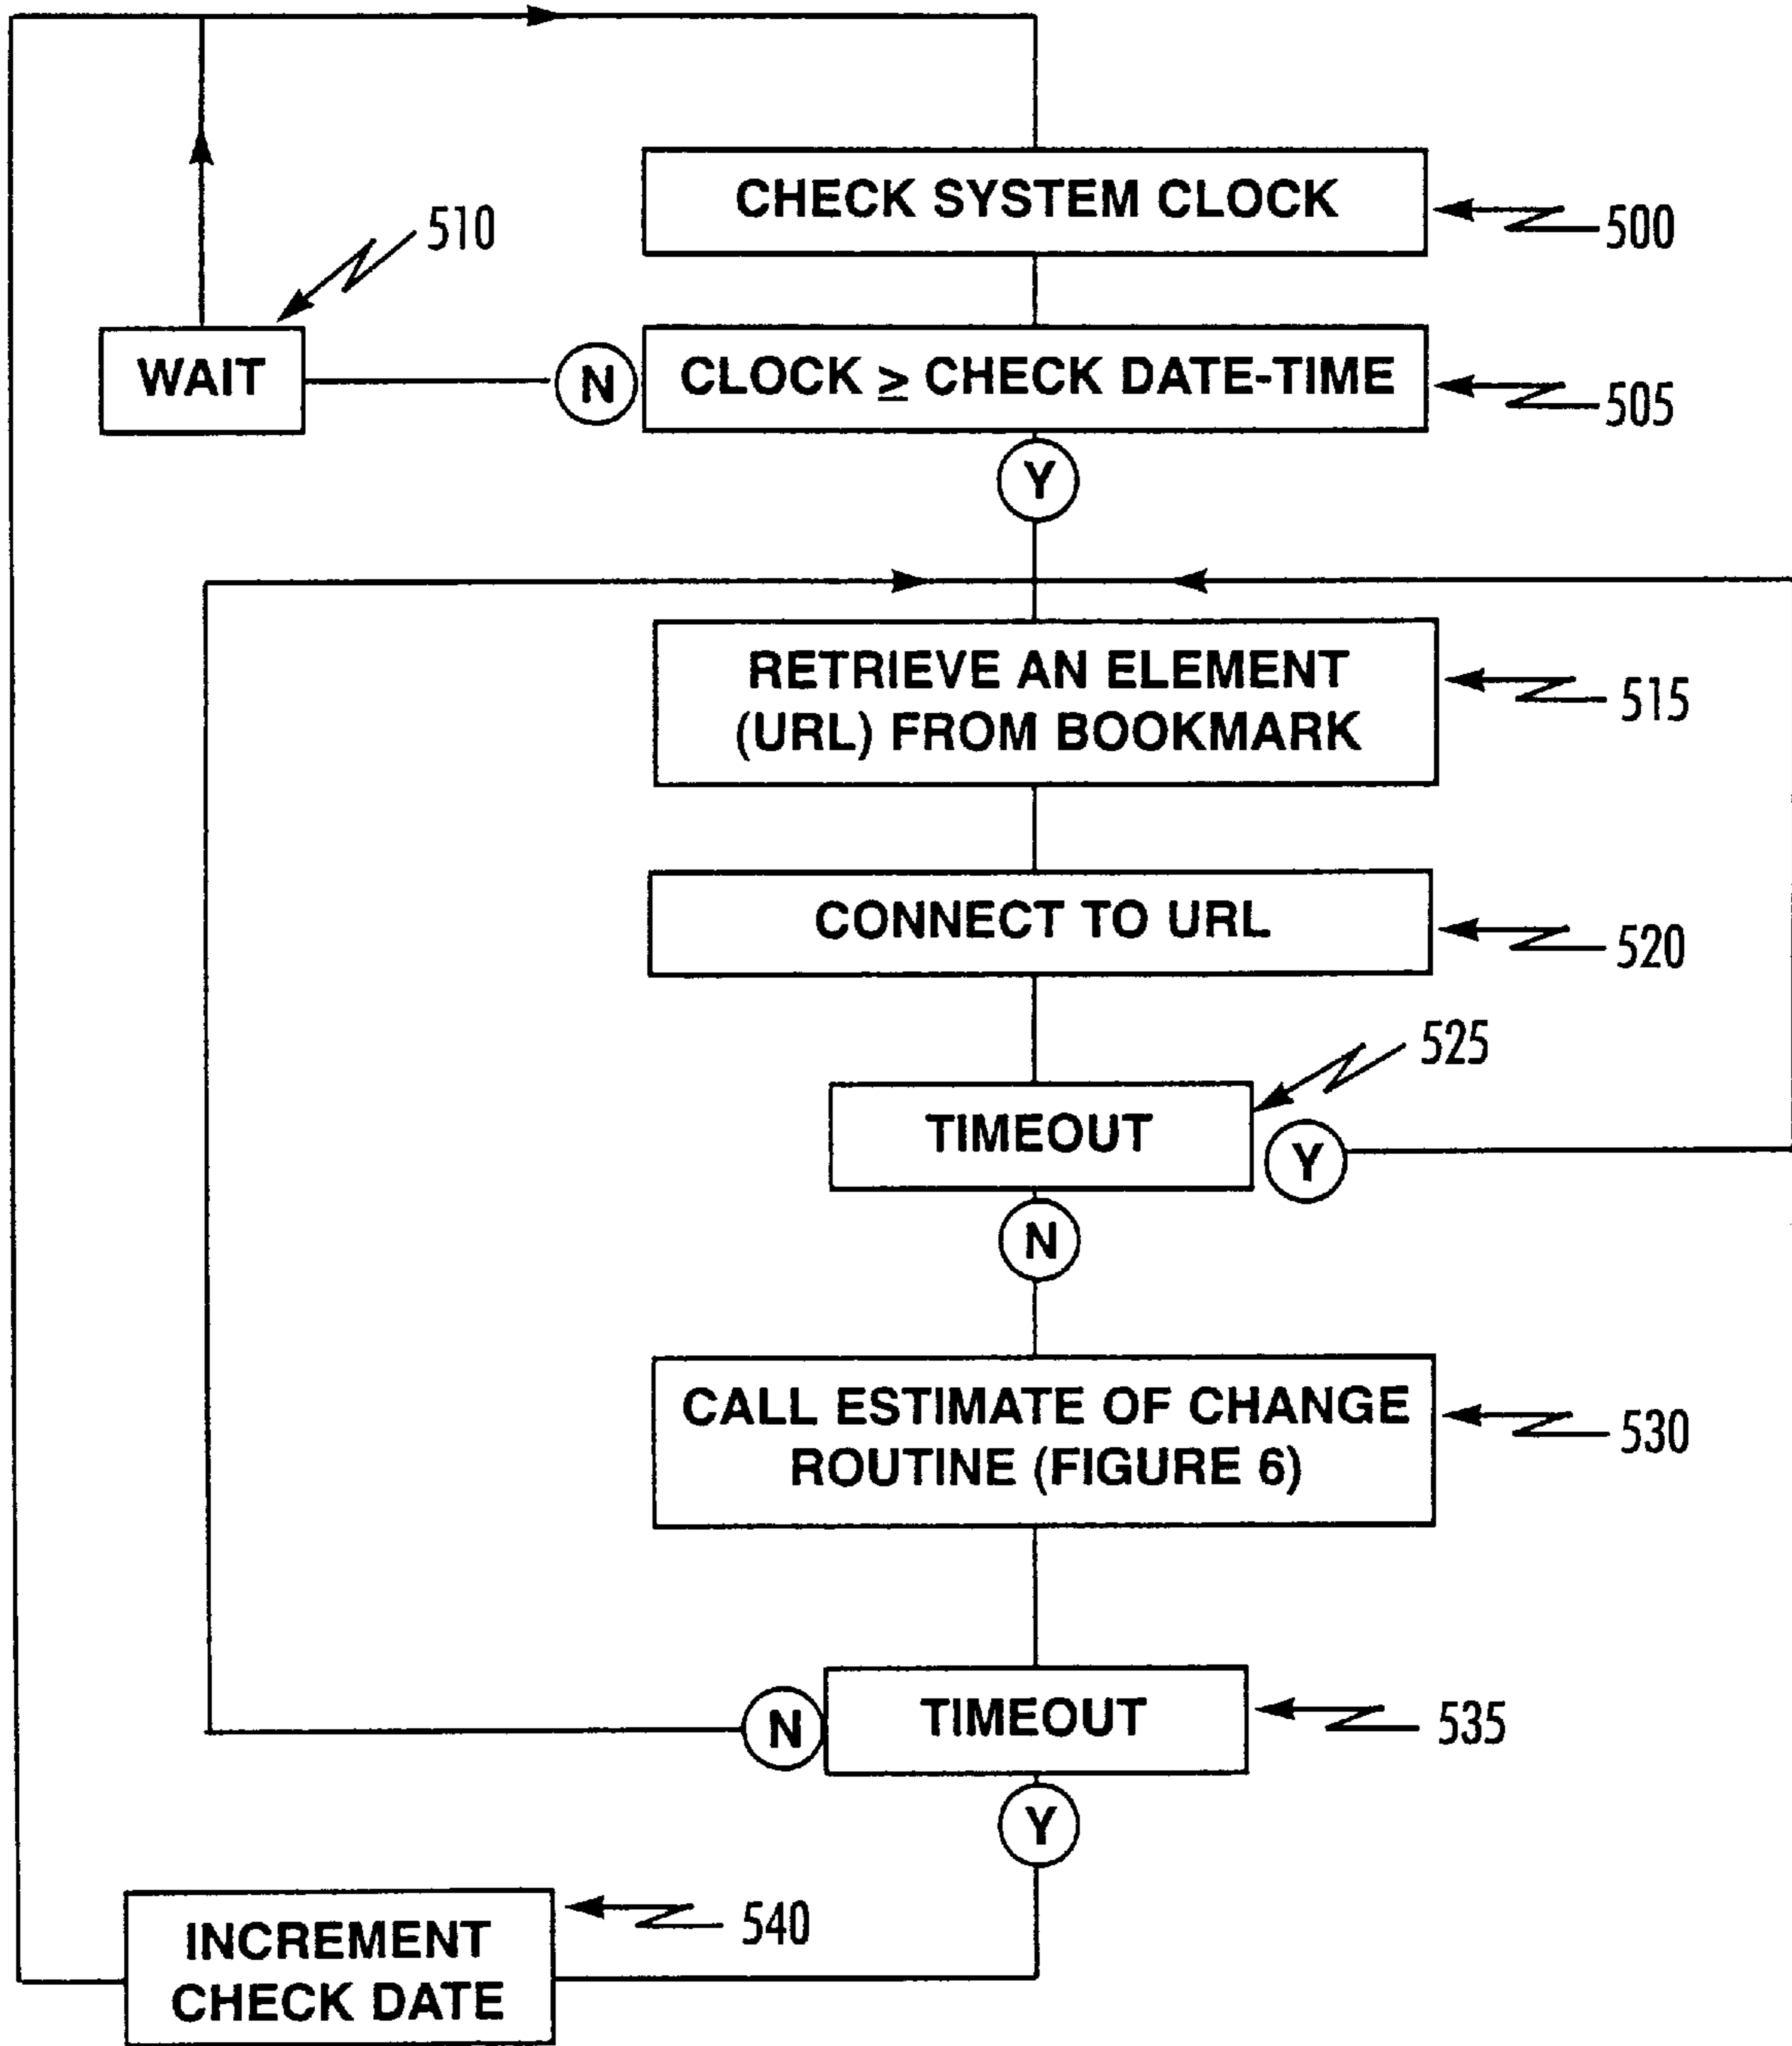 CHECK SYSTEM CLOCK
500
510
WAIT
N
CLOCK ≥ CHECK DATE-TIME
505
Y
RETRIEVE AN ELEMENT
(URL) FROM BOOKMARK
515
CONNECT TO URL
520
525
TIMEOUT
Y
N
CALL ESTIMATE OF CHANGE
ROUTINE (FIGURE 6)
530
N
TIMEOUT
535
Y
INCREMENT
CHECK DATE
540